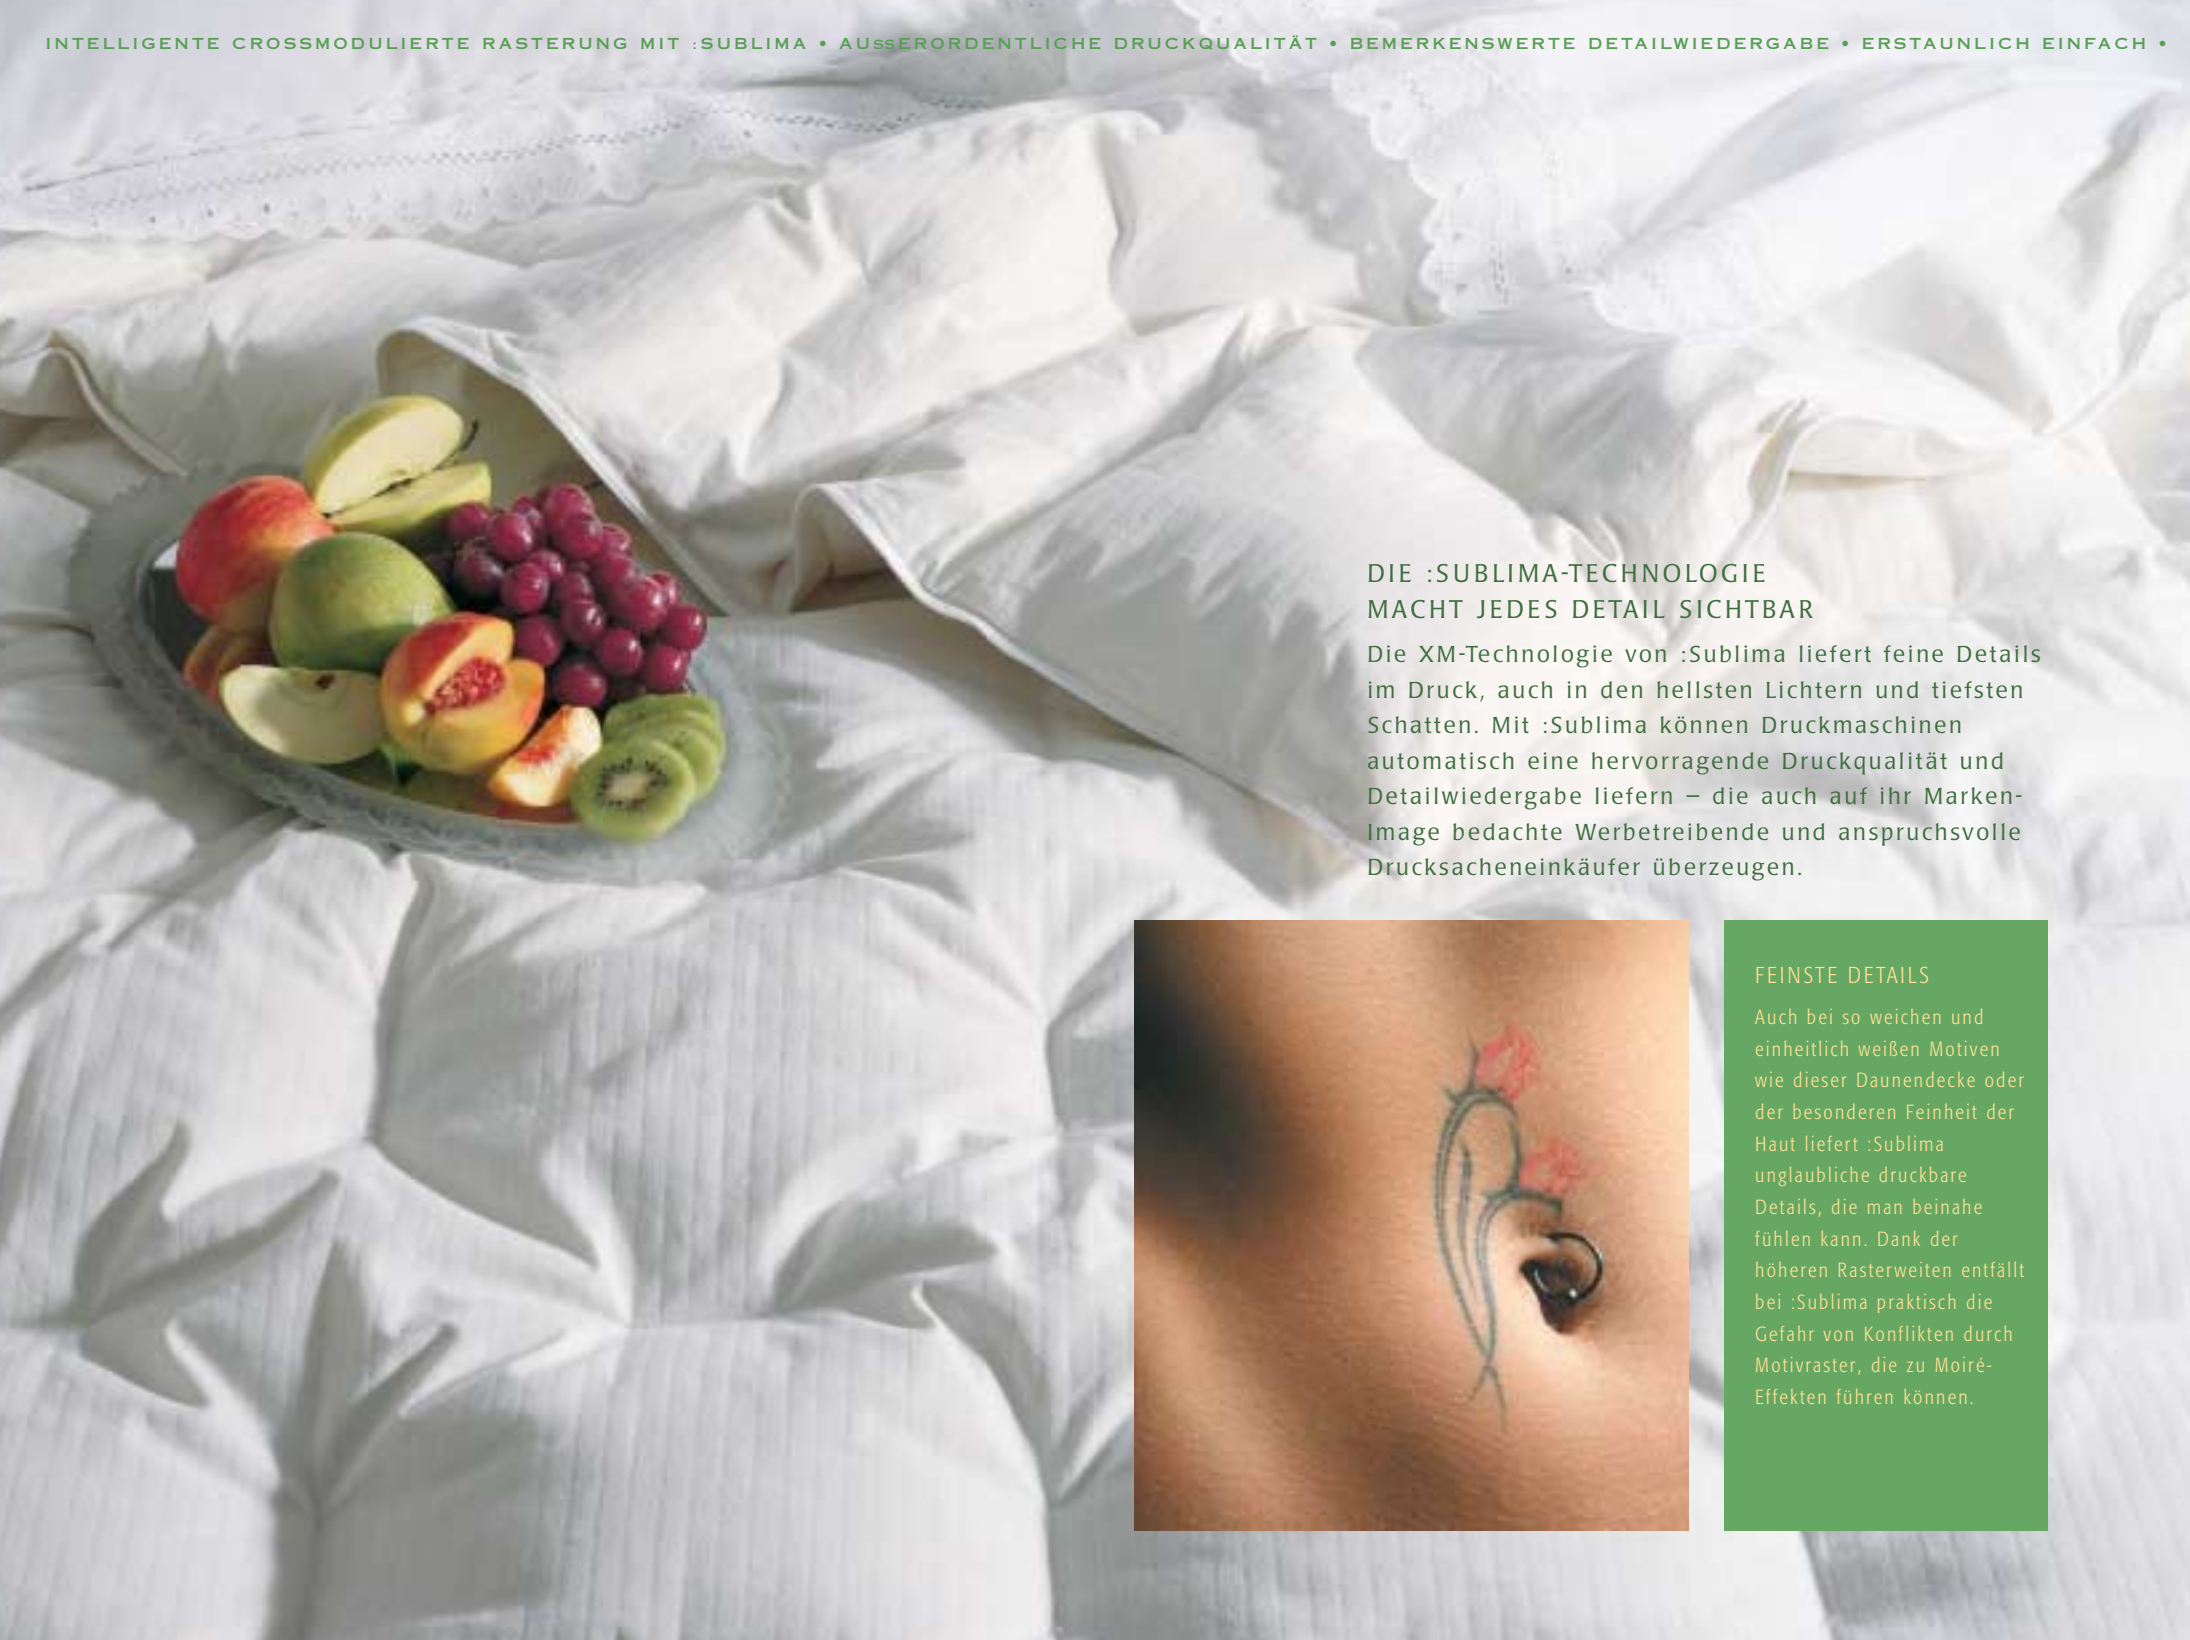 INTELLIGENTE CROSSMODULIERTE RASTERUNG MIT :SUBLIMA • AUssERORDENTLICHE DRUCKQUALITÄT • BEMERKENSWERTE DETAILWIEDERGABE • ERSTAUNLICH EINFACH •
DIE :SUBLIMA-TECHNOLOGIE
MACHT JEDES DETAIL SICHTBAR
Die XM-Technologie von :Sublima liefert feine Details
im Druck, auch in den hellsten Lichtern und tiefsten
Schatten. Mit :Sublima können Druckmaschinen
automatisch eine hervorragende Druckqualität und
Detailwiedergabe liefern – die auch auf ihr Marken-
Image bedachte Werbetreibende und anspruchsvolle
Drucksacheneinkäufer überzeugen.
FEINSTE DETAILS
Auch bei so weichen und
einheitlich weißen Motiven
wie dieser Daunendecke oder
der besonderen Feinheit der
Haut liefert :Sublima
unglaubliche druckbare
Details, die man beinahe
fühlen kann. Dank der
höheren Rasterweiten entfällt
bei :Sublima praktisch die
Gefahr von Konflikten durch
Motivraster, die zu Moiré-
Effekten führen können.